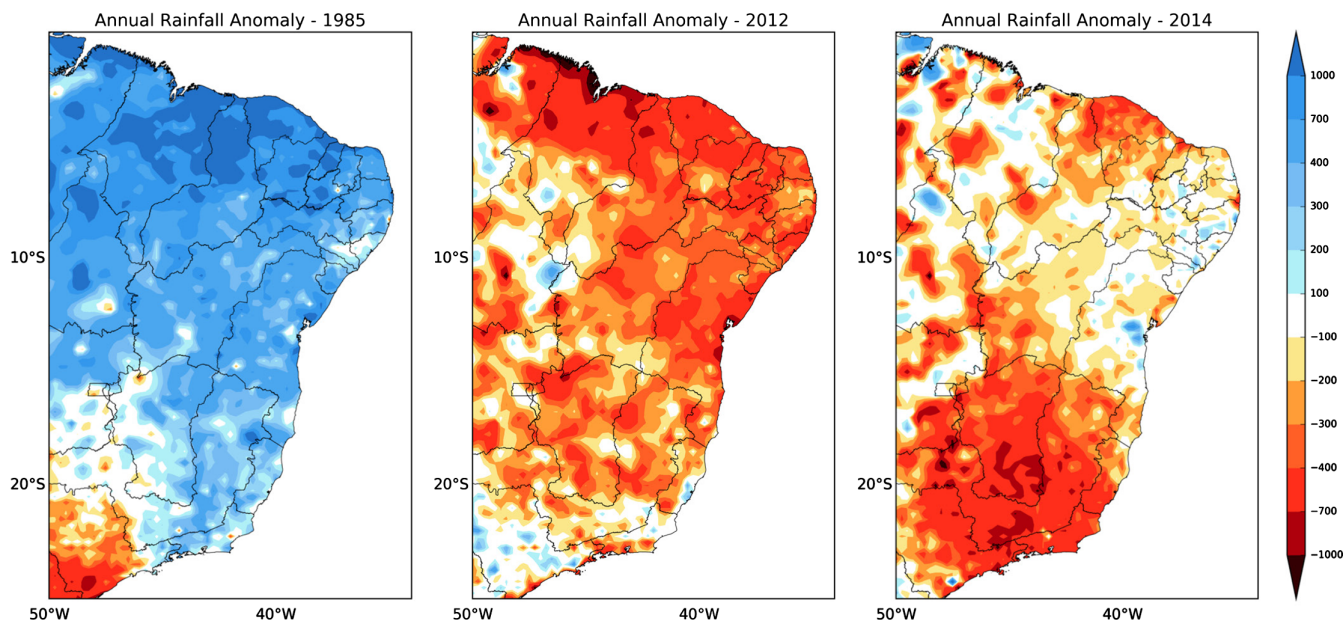 Annual Rainfall Anomaly - 1985
Annual Rainfall Anomaly - 2012
Annual Rainfall Anomaly - 2014
10°S
20°S
50°W
40°W
10°S
20°S
50°W
40°W
10°S
20°S
50°W
40°W
1000
700
400
300
200
100
−100
−200
−300
−400
−700
−1000